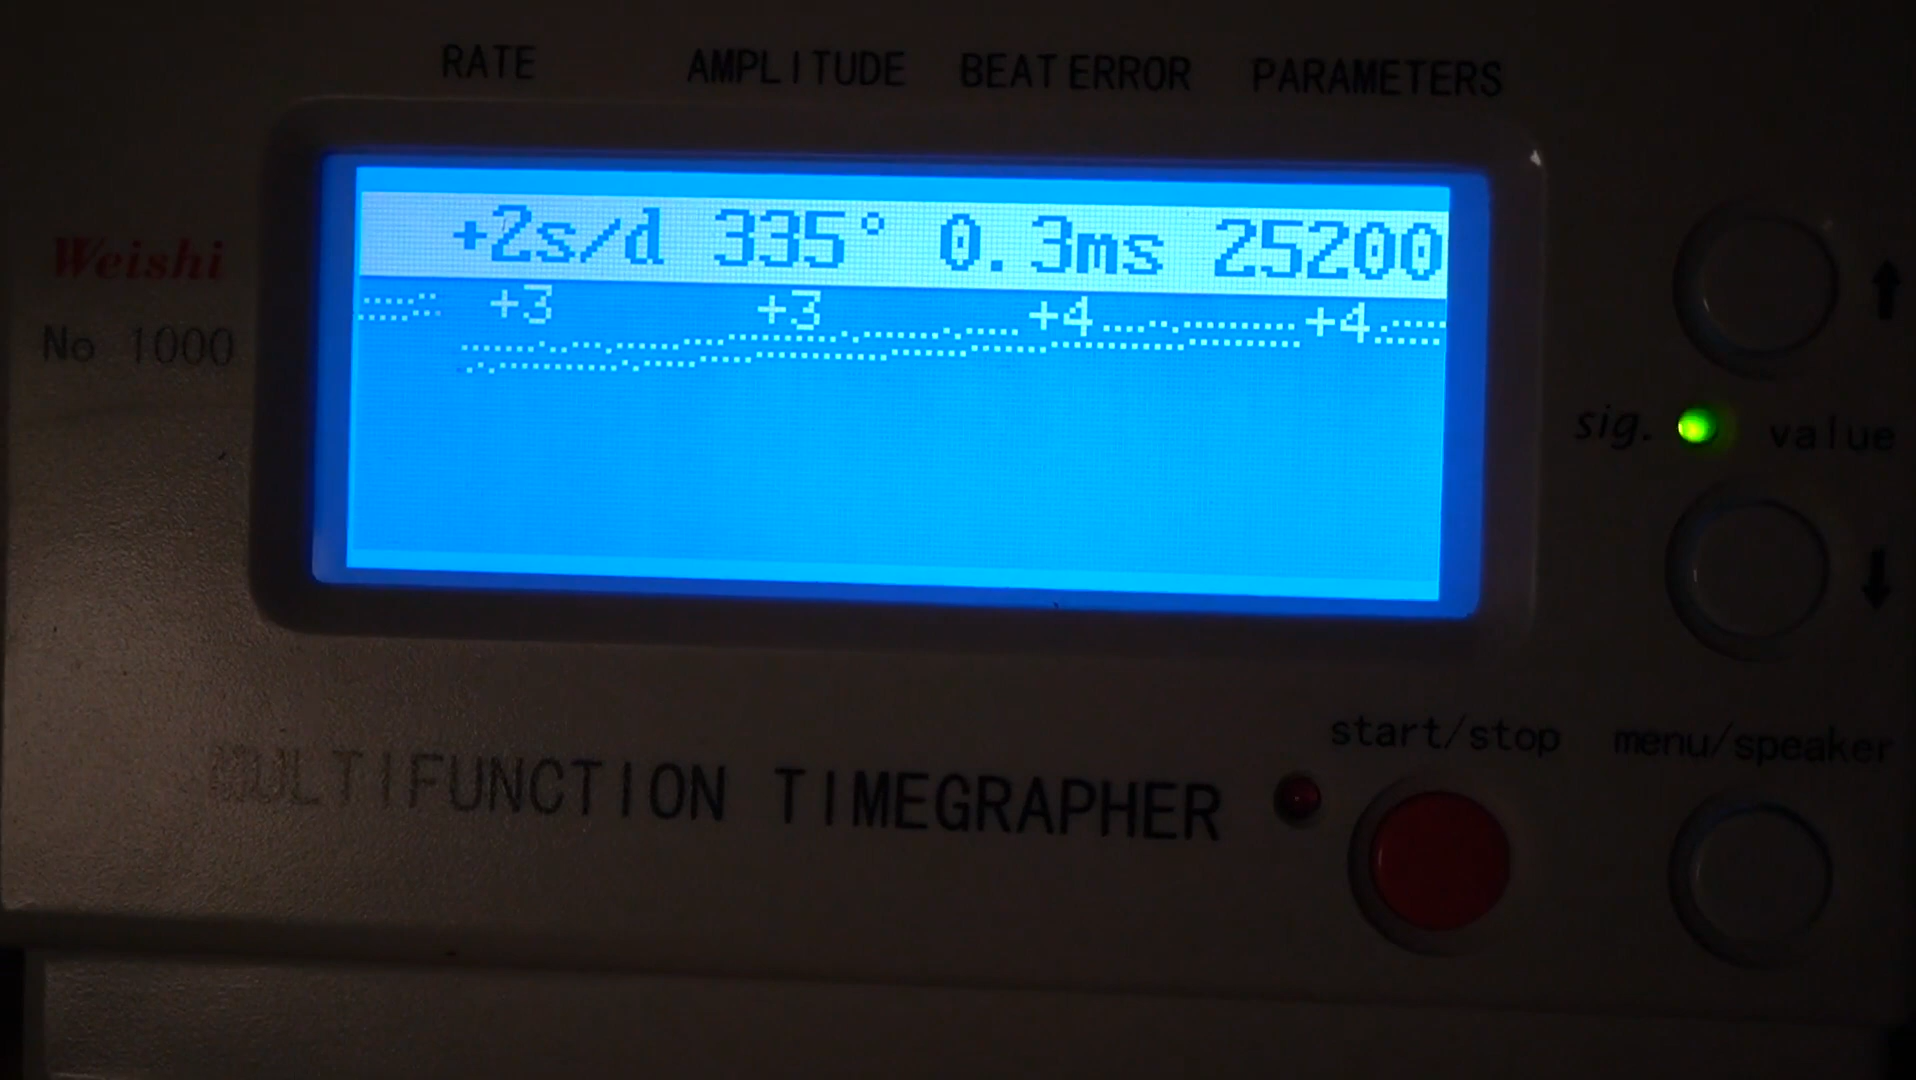 RATE AMPLITUDE BEAT ERROR PARAMETERS
+2s/d 335° 0.3ms 25200
+3 +3 +4 +4
Weishi
No 1000
sig. value
start/stop menu/speaker
MULTIFUNCTION TIMEGRAPHER